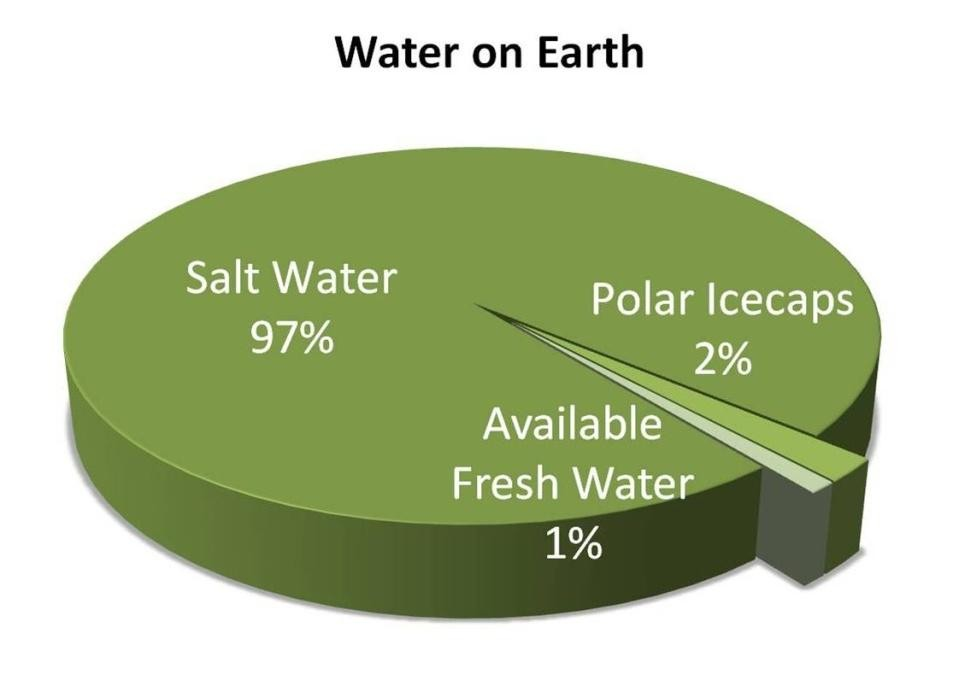 Water on Earth
Salt Water
97%
Polar Icecaps
2%
Available
Fresh Water
1%